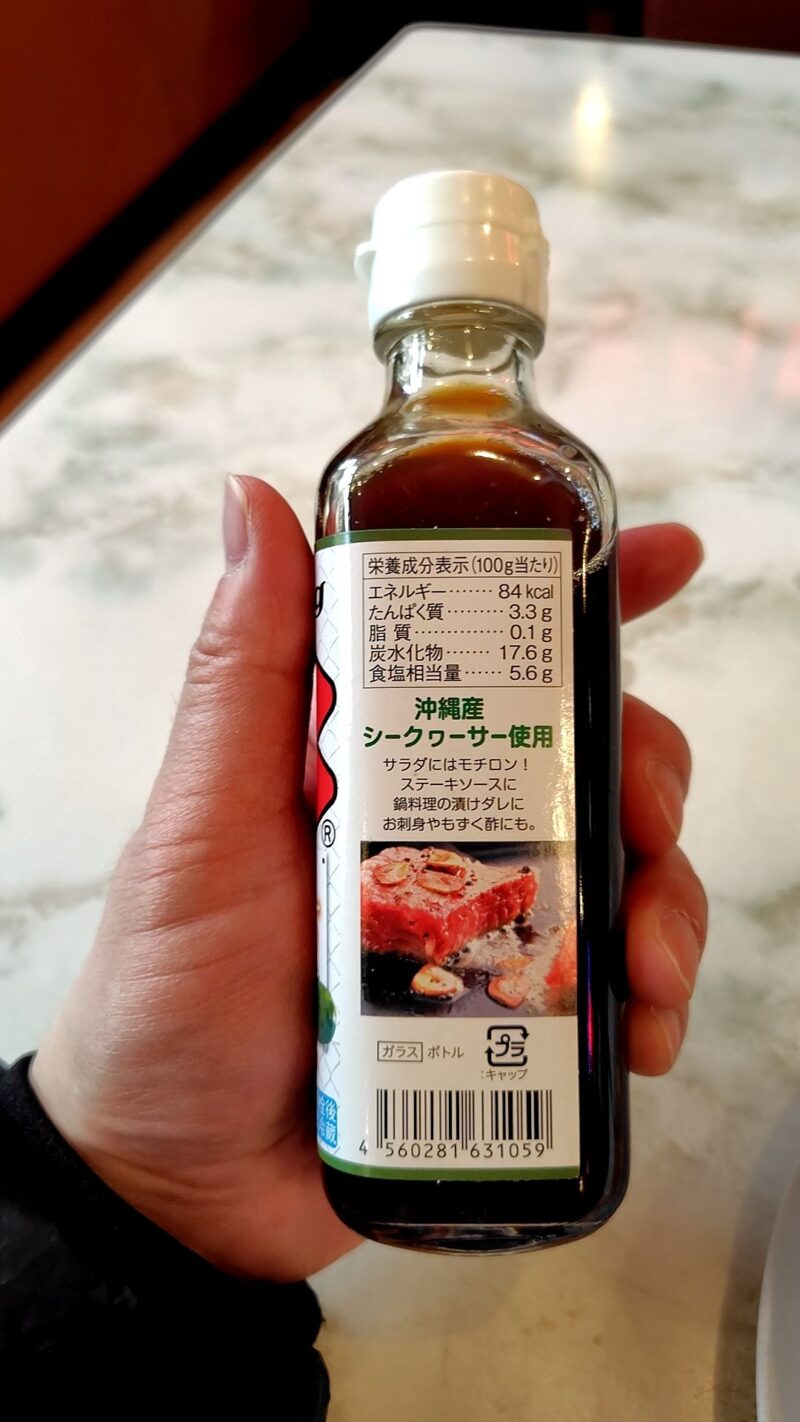 栄養成分表示(100g当たり)
エネルギー……… 84 kcal
たんぱく質……… 3.3 g
脂 質…………… 0.1 g
炭水化物……… 17.6 g
食塩相当量…… 5.6 g
沖縄産
シークヮーサー使用
サラダにはモチロン！
ステーキソースに
鍋料理の漬けダレに
お刺身やもずく酢にも。
®
ガラス ボトル
プラ
:キャップ
4 560281 631059